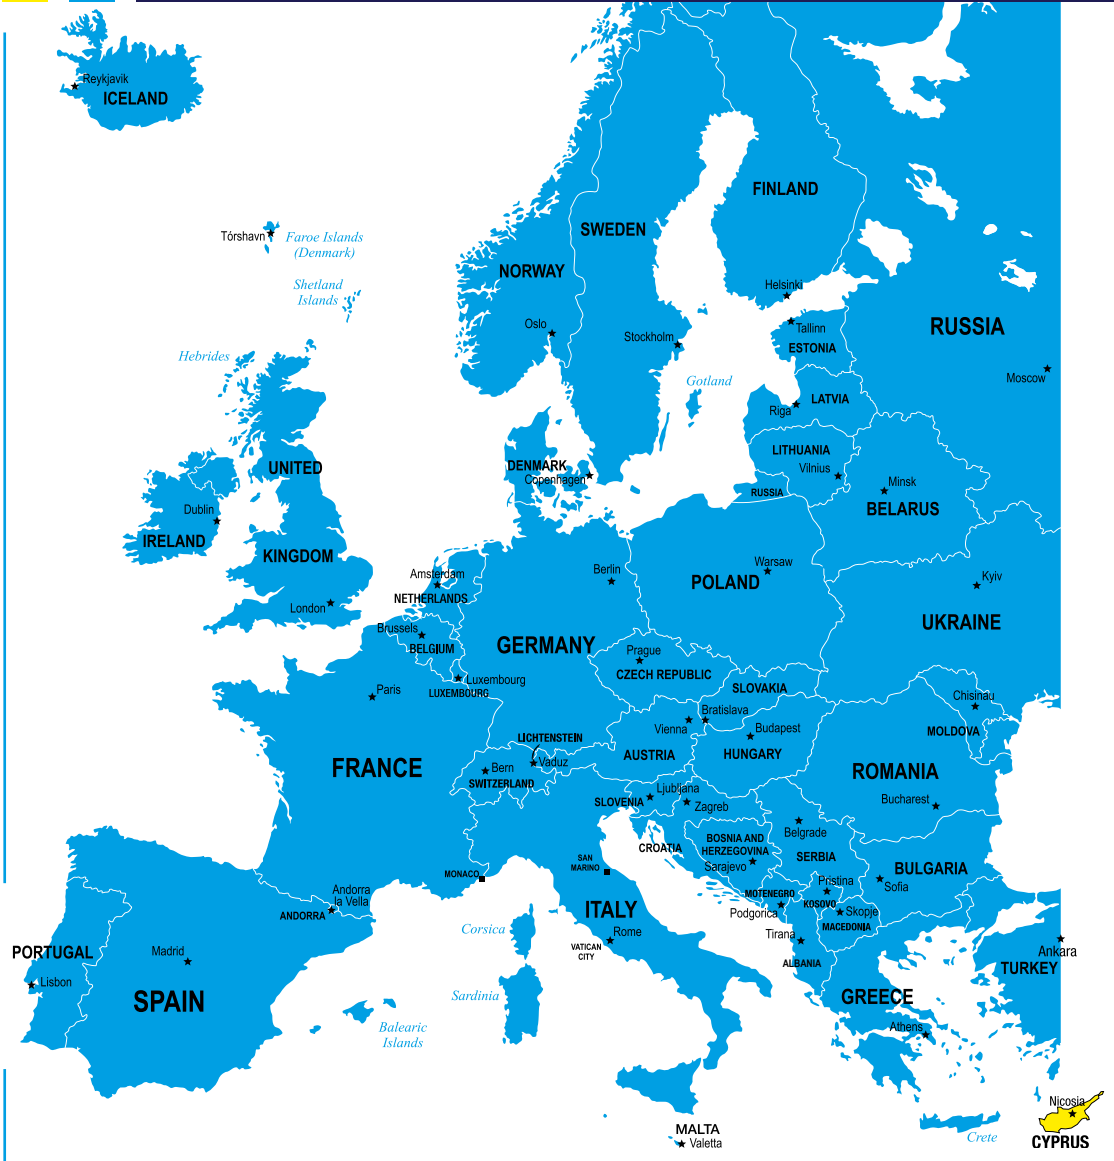 Reykjavik
ICELAND
FINLAND
SWEDEN
Tórshavn
Faroe Islands
(Denmark)
NORWAY
Shetland
Islands
Helsinki
Oslo
Tallinn
RUSSIA
Stockholm
ESTONIA
Hebrides
Moscow
Gotland
LATVIA
Riga
LITHUANIA
UNITED
DENMARK
Vilnius
Copenhagen
Minsk
RUSSIA
Dublin
BELARUS
IRELAND
KINGDOM
Warsaw
Berlin
Amsterdam
Kyiv
POLAND
NETHERLANDS
London
UKRAINE
Brussels
GERMANY
BELGIUM
Prague
CZECH REPUBLIC
Luxembourg
SLOVAKIA
Paris
LUXEMBOURG
Chisinau
Bratislava
Vienna
Budapest
MOLDOVA
LICHTENSTEIN
AUSTRIA
HUNGARY
Vaduz
FRANCE
Bern
ROMANIA
SWITZERLAND
Ljubljana
SLOVENIA
Zagreb
Bucharest
Belgrade
BOSNIA AND
HERZEGOVINA
CROATIA
SERBIA
SAN
MARINO
Sarajevo
BULGARIA
MONACO
Pristina
Sofia
Andorra
la Vella
MOTENEGRO
KOSOVO
ANDORRA
ITALY
Podgorica
Skopje
MACEDONIA
Corsica
Rome
Tirana
VATICAN
CITY
PORTUGAL
Madrid
Ankara
ALBANIA
TURKEY
Lisbon
Sardinia
GREECE
SPAIN
Balearic
Islands
Athens
Nicosia
MALTA
Valetta
Crete
CYPRUS